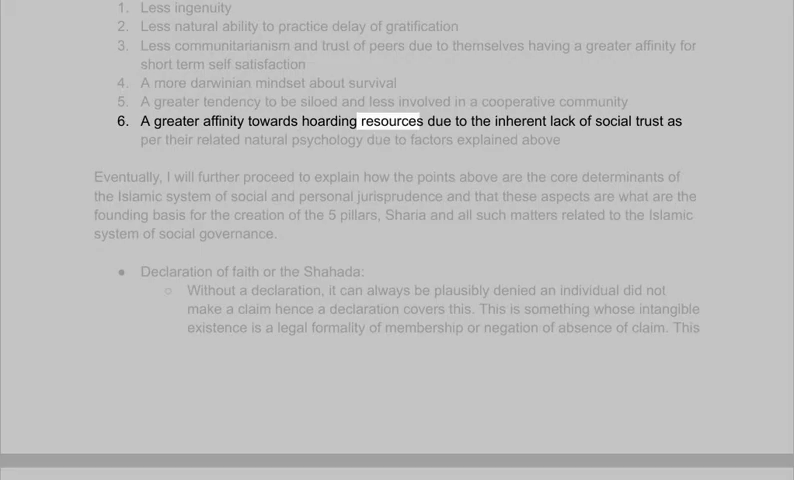 1. Less ingenuity
2. Less natural ability to practice delay of gratification
3. Less communitarianism and trust of peers due to themselves having a greater affinity for
short term self satisfaction
4. A more darwinian mindset about survival
5. A greater tendency to be siloed and less involved in a cooperative community
6. A greater affinity towards hoarding resources due to the inherent lack of social trust as
per their related natural psychology due to factors explained above
Eventually, I will further proceed to explain how the points above are the core determinants of
the Islamic system of social and personal jurisprudence and that these aspects are what are the
founding basis for the creation of the 5 pillars, Sharia and all such matters related to the Islamic
system of social governance.
● Declaration of faith or the Shahada:
○ Without a declaration, it can always be plausibly denied an individual did not
make a claim hence a declaration covers this. This is something whose intangible
existence is a legal formality of membership or negation of absence of claim. This